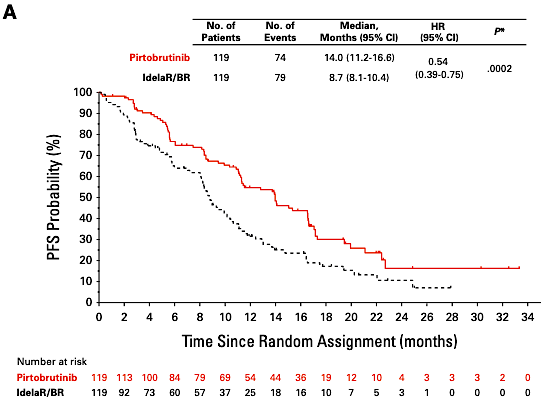 A
No. of Patients No. of Events Median, Months (95% CI) HR (95% CI) P*
Pirtobrutinib 119 74 14.0 (11.2-16.6) 0.54 (0.39-0.75) .0002
IdelaR/BR 119 79 8.7 (8.1-10.4)
100
90
80
70
60
50
40
30
20
10
0
PFS Probability (%)
0 2 4 6 8 10 12 14 16 18 20 22 24 26 28 30 32 34
Time Since Random Assignment (months)
Number at risk
Pirtobrutinib 119 113 100 84 79 69 54 44 36 19 12 10 4 3 3 3 2 0
IdelaR/BR 119 92 73 60 57 37 25 18 16 10 7 5 3 1 0 0 0 0